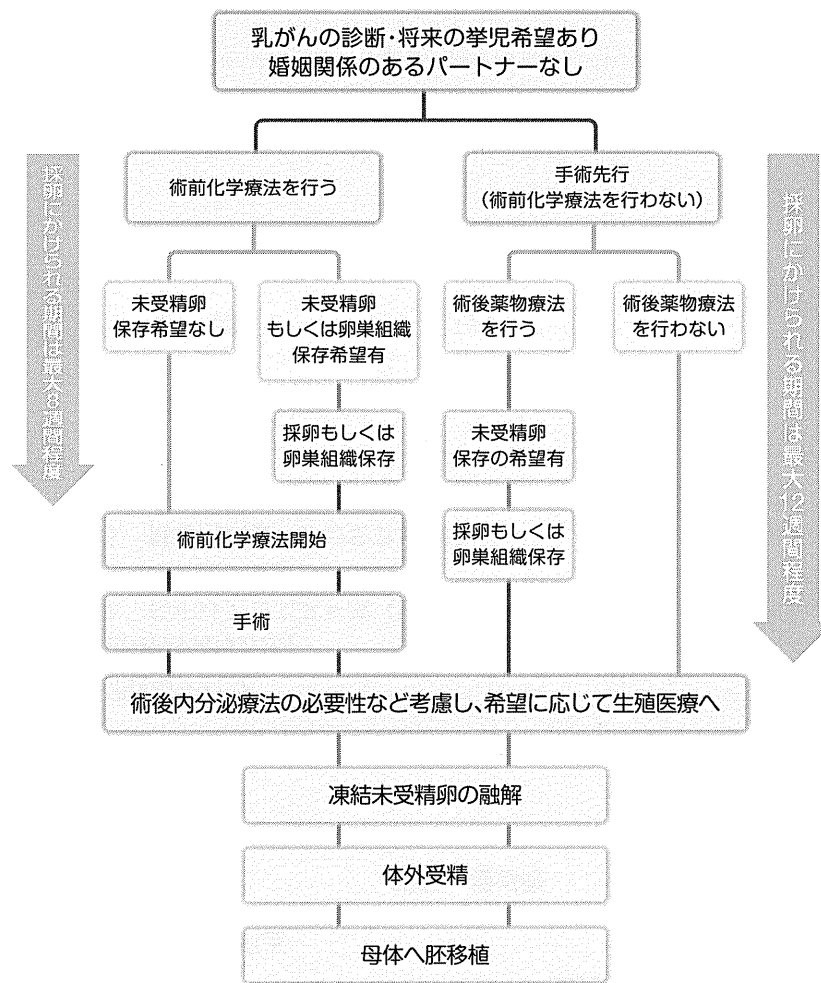 乳がんの診断・将来の挙児希望あり
婚姻関係のあるパートナーなし
採卵にかけられる期間は最大8週間程度
術前化学療法を行う
手術先行
(術前化学療法を行わない)
採卵にかけられる期間は最大12週間程度
未受精卵
保存希望なし
未受精卵
もしくは卵巣組織
保存希望有
術後薬物療法
を行う
術後薬物療法
を行わない
採卵もしくは
卵巣組織保存
未受精卵
保存の希望有
術前化学療法開始
採卵もしくは
卵巣組織保存
手術
術後内分泌療法の必要性など考慮し、希望に応じて生殖医療へ
凍結未受精卵の融解
体外受精
母体へ胚移植